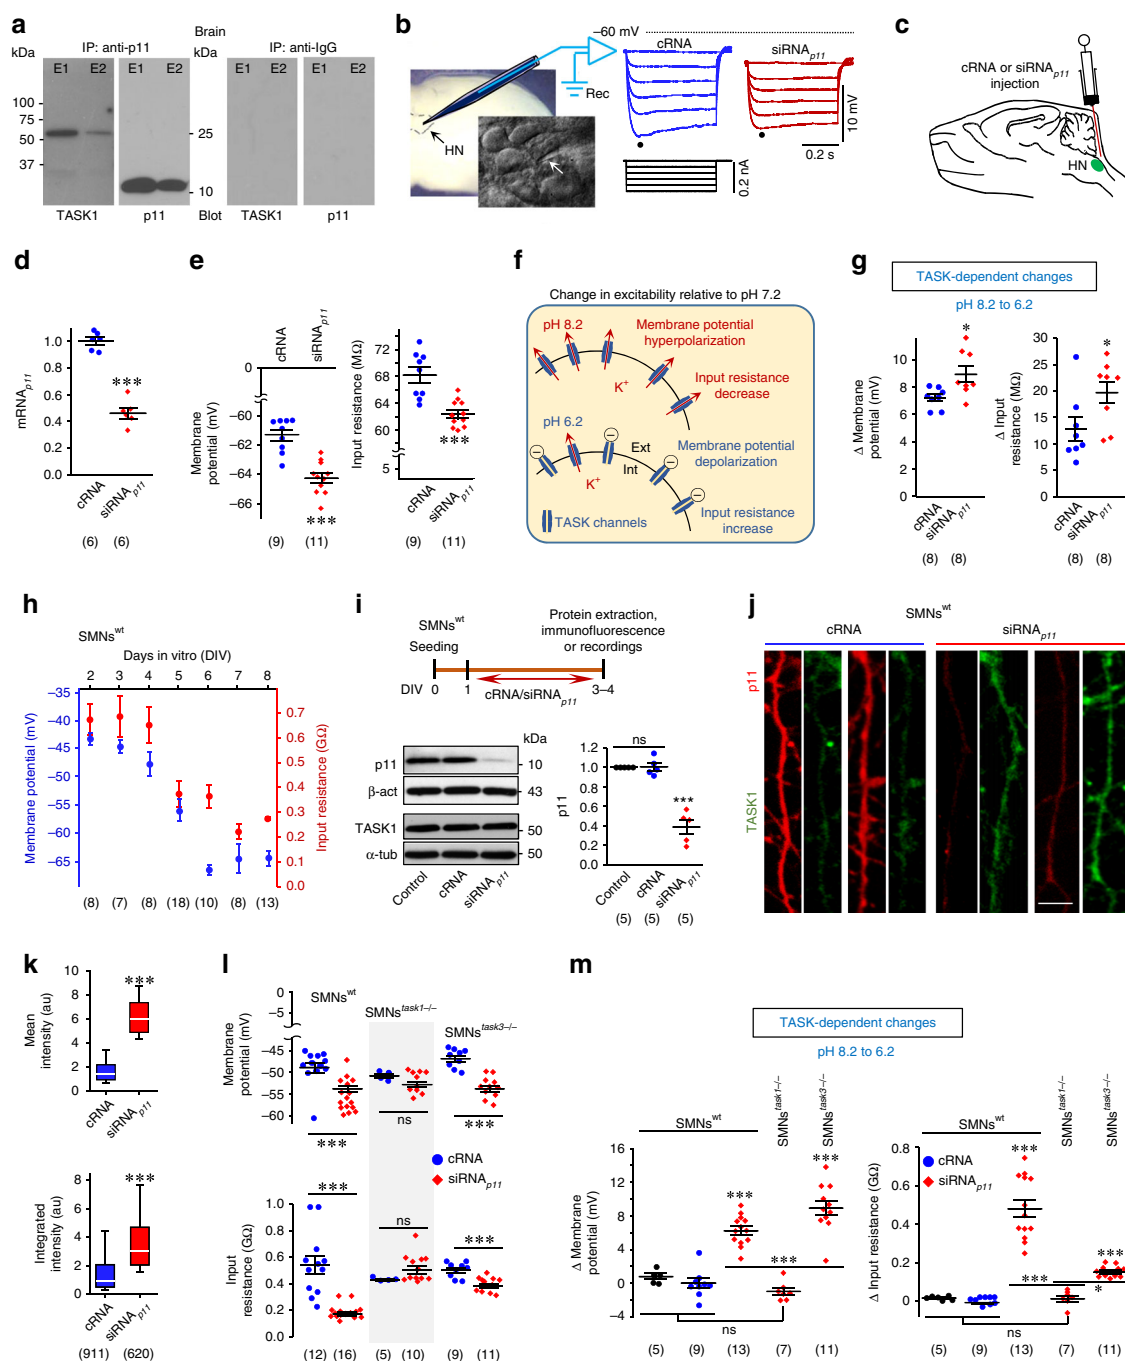 a
Brain
IP: anti-p11
IP: anti-IgG
kDa
E1 E2 E1 E2
kDa
E1 E2 E1 E2
100
75
50
37
25
10
TASK1 p11 Blot TASK1 p11
b
−60 mV
cRNA
siRNAp11
Rec
HN
10 mV
0.2 s
0.2 nA
c
cRNA or siRNAp11
injection
HN
d
mRNAp11
1.0
0.8
0.6
0.4
0.2
0.0
***
cRNA
siRNAp11
(6) (6)
e
cRNA
siRNAp11
Membrane
potential (mV)
0
−60
−62
−64
−66
***
(9) (11)
Input resistance (MΩ)
72
70
68
66
64
62
60
5
***
cRNA
siRNAp11
(9) (11)
f
Change in excitability relative to pH 7.2
pH 8.2
Membrane potential
hyperpolarization
K+
Input resistance
decrease
pH 6.2
Ext
Int
Membrane potential
depolarization
K+
TASK channels
Input resistance
increase
g
TASK-dependent changes
pH 8.2 to 6.2
Δ Membrane
potential (mV)
10
8
6
4
2
0
*
cRNA
siRNAp11
(8) (8)
Δ Input
resistance (MΩ)
30
25
20
15
10
5
0
*
cRNA
siRNAp11
(8) (8)
h
SMNswt
Days in vitro (DIV)
2 3 4 5 6 7 8
Membrane potential (mV)
−35
−40
−45
−50
−55
−60
−65
Input resistance (GΩ)
0.7
0.6
0.5
0.4
0.3
0.2
0.1
0.0
(8) (7) (8) (18) (10) (8) (13)
i
SMNswt
Seeding
Protein extraction,
immunofluorescence
or recordings
DIV 0 1 3–4
cRNA/siRNAp11
kDa
p11 10
β-act 43
TASK1 50
α-tub 50
Control
cRNA
siRNAp11
p11
1.2
1.0
0.8
0.6
0.4
0.2
0.0
ns
***
Control
cRNA
siRNAp11
(5) (5) (5)
j
SMNswt
cRNA
siRNAp11
p11
TASK1
k
Mean
intensity (au)
10
8
6
4
2
0
***
cRNA
siRNAp11
Integrated
intensity (au)
8
6
4
2
0
***
cRNA
siRNAp11
(911) (620)
l
SMNswt
SMNstask1−/−
SMNstask3−/−
Membrane
potential (mV)
0
−5
−45
−50
−55
−60
***
ns
***
cRNA
siRNAp11
Input
resistance (GΩ)
1.0
0.8
0.6
0.4
0.2
0.0
***
ns
***
(12) (16) (5) (10) (9) (11)
m
TASK-dependent changes
pH 8.2 to 6.2
SMNswt
SMNstask1−/−
SMNstask3−/−
Δ Membrane
potential (mV)
16
12
8
4
0
−4
***
***
***
ns
(5) (9) (13) (7) (11)
SMNswt
SMNstask1−/−
SMNstask3−/−
cRNA
siRNAp11
Δ Input resistance (GΩ)
0.8
0.6
0.4
0.2
0
***
***
***
*
ns
(5) (9) (13) (7) (11)